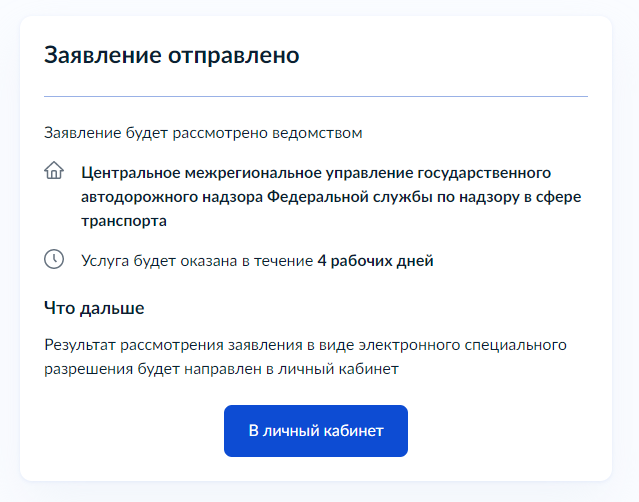 Заявление отправлено
Заявление будет рассмотрено ведомством
Центральное межрегиональное управление государственного
автодорожного надзора Федеральной службы по надзору в сфере
транспорта
Услуга будет оказана в течение 4 рабочих дней
Что дальше
Результат рассмотрения заявления в виде электронного специального
разрешения будет направлен в личный кабинет
В личный кабинет